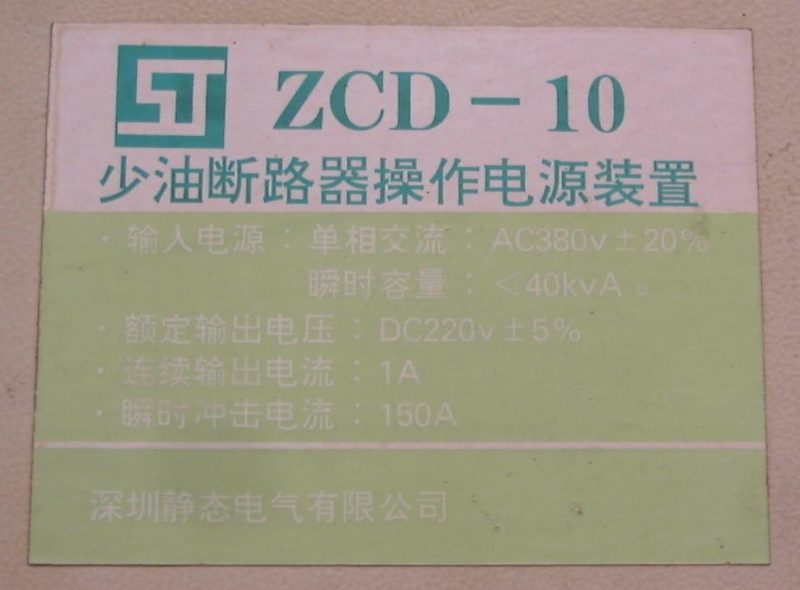 ST ZCD-10
少油断路器操作电源装置
·输入电源:单相交流:AC380v±20%
瞬时容量:<40kvA。
·额定输出电压:DC220v±5%
·连续输出电流:1A
·瞬时冲击电流:150A
深圳静态电气有限公司